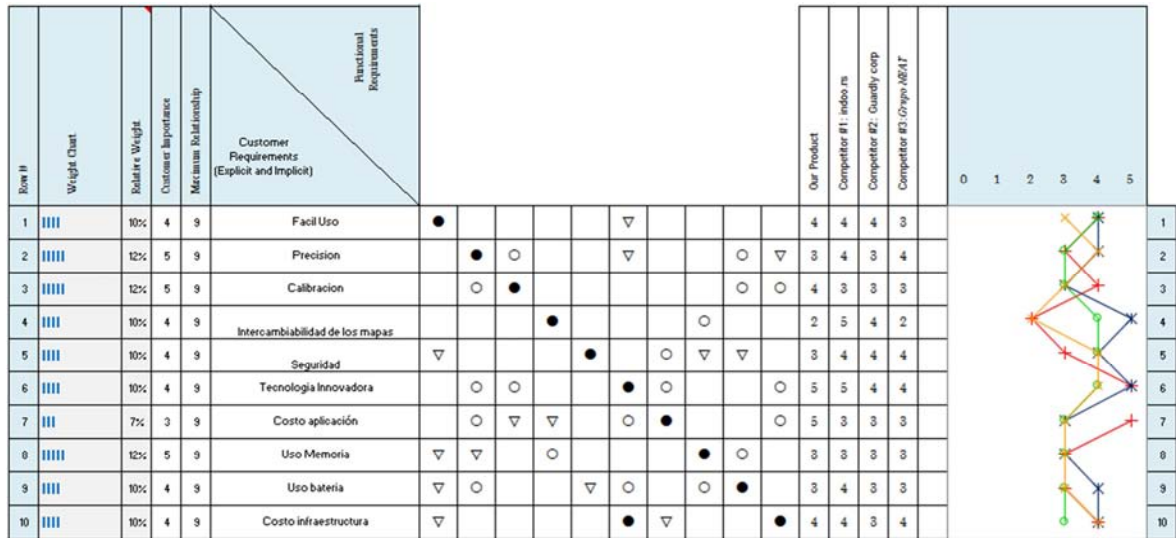 Row #
Weight Chart
Relative Weight
Customer Importance
Maximum Relationship
Customer
Requirements
(Explicit and Implicit)
Functional
Requirements
Our Product
Competitor #1: indoo.rs
Competitor #2: Guardly corp
Competitor #3: Grupo MEAT
0 1 2 3 4 5
1 10% 4 9 Facil Uso 4 4 4 3 1
2 12% 5 9 Precision 3 4 3 4 2
3 12% 5 9 Calibracion 4 3 3 3 3
4 10% 4 9 Intercambiabilidad de los mapas 2 5 4 2 4
5 10% 4 9 Seguridad 3 4 4 4 5
6 10% 4 9 Tecnologia Innovadora 5 5 4 4 6
7 7% 3 9 Costo aplicación 5 3 3 3 7
8 12% 5 9 Uso Memoria 3 3 3 3 8
9 10% 4 9 Uso bateria 3 4 3 3 9
10 10% 4 9 Costo infraestructura 4 4 3 4 10